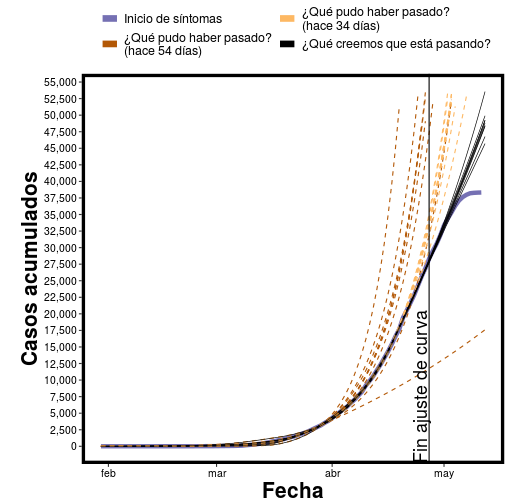 Inicio de síntomas
¿Qué pudo haber pasado?
(hace 54 días)
¿Qué pudo haber pasado?
(hace 34 días)
¿Qué creemos que está pasando?
Casos acumulados
55,000
52,500
50,000
47,500
45,000
42,500
40,000
37,500
35,000
32,500
30,000
27,500
25,000
22,500
20,000
17,500
15,000
12,500
10,000
7,500
5,000
2,500
0
Fin ajuste de curva
feb
mar
abr
may
Fecha